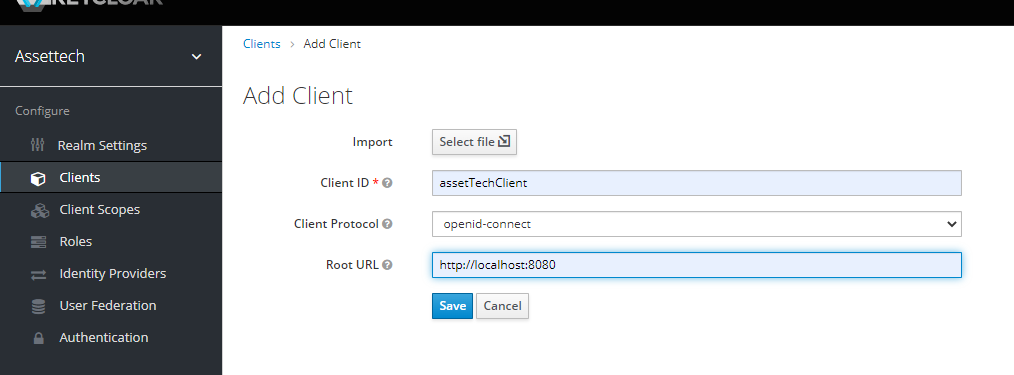 KEYCLOAK
Assettech
Clients > Add Client
Add Client
Configure
Realm Settings
Clients
Client Scopes
Roles
Identity Providers
User Federation
Authentication
Import
Select file
Client ID *
assetTechClient
Client Protocol
openid-connect
Root URL
http://localhost:8080
Save
Cancel